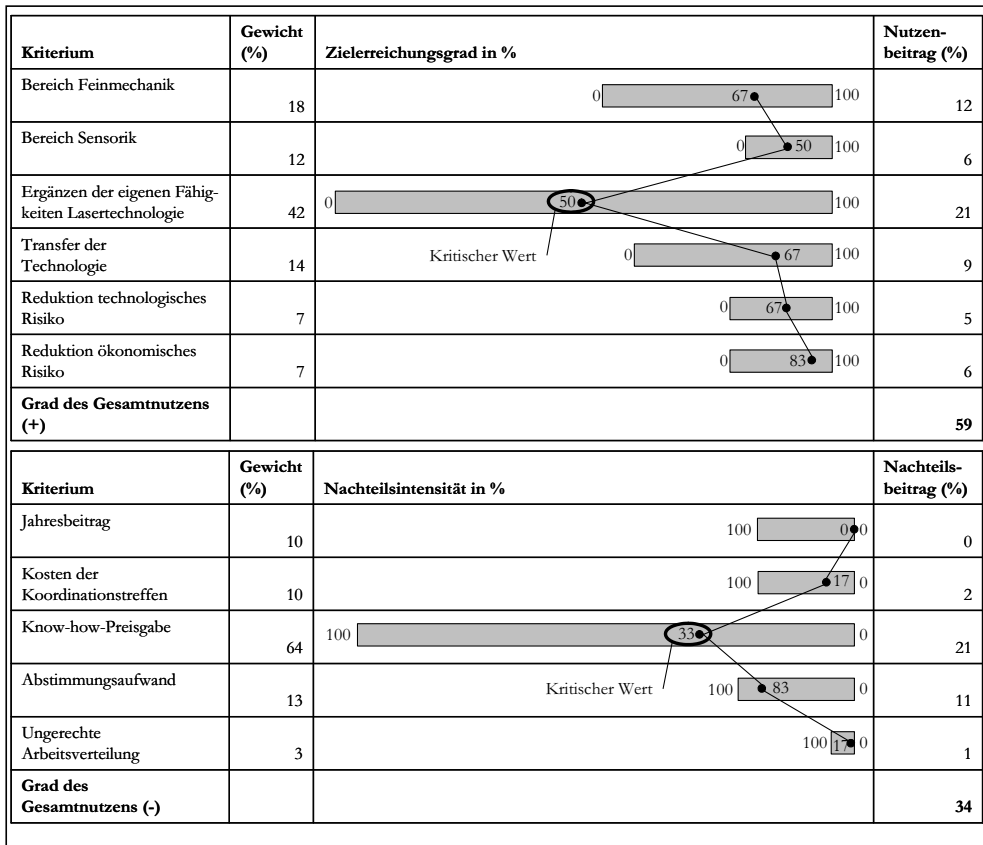 Kriterium
Gewicht
(%)
Zielerreichungsgrad in %
Nutzen-
beitrag (%)
Bereich Feinmechanik
18
0
67
100
12
Bereich Sensorik
12
0
50
100
6
Ergänzen der eigenen Fähig-
keiten Lasertechnologie
42
0
50
100
21
Kritischer Wert
Transfer der
Technologie
14
0
67
100
9
Reduktion technologisches
Risiko
7
0
67
100
5
Reduktion ökonomisches
Risiko
7
0
83
100
6
Grad des Gesamtnutzens
(+)
59
Kriterium
Gewicht
(%)
Nachteilsintensität in %
Nachteils-
beitrag (%)
Jahresbeitrag
10
100
0
0
0
Kosten der
Koordinationstreffen
10
100
17
0
2
Know-how-Preisgabe
64
100
33
0
21
Kritischer Wert
Abstimmungsaufwand
13
100
83
0
11
Ungerechte
Arbeitsverteilung
3
100
17
0
1
Grad des
Gesamtnutzens (-)
34